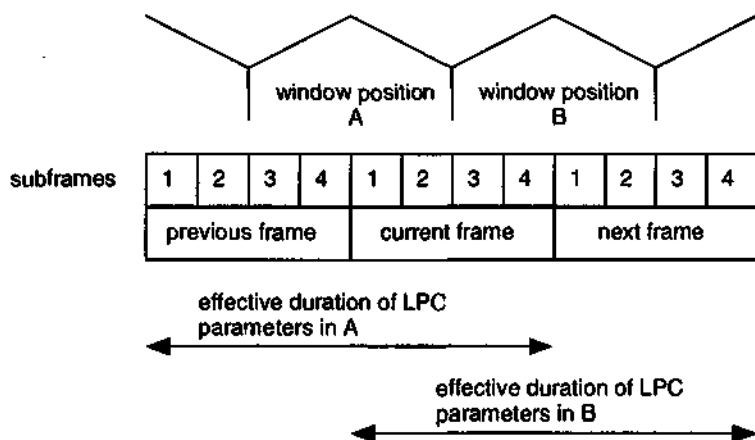 window position window position
A B
subframes 1 2 3 4 1 2 3 4 1 2 3 4
previous frame current frame next frame
effective duration of LPC
parameters in A
effective duration of LPC
parameters in B